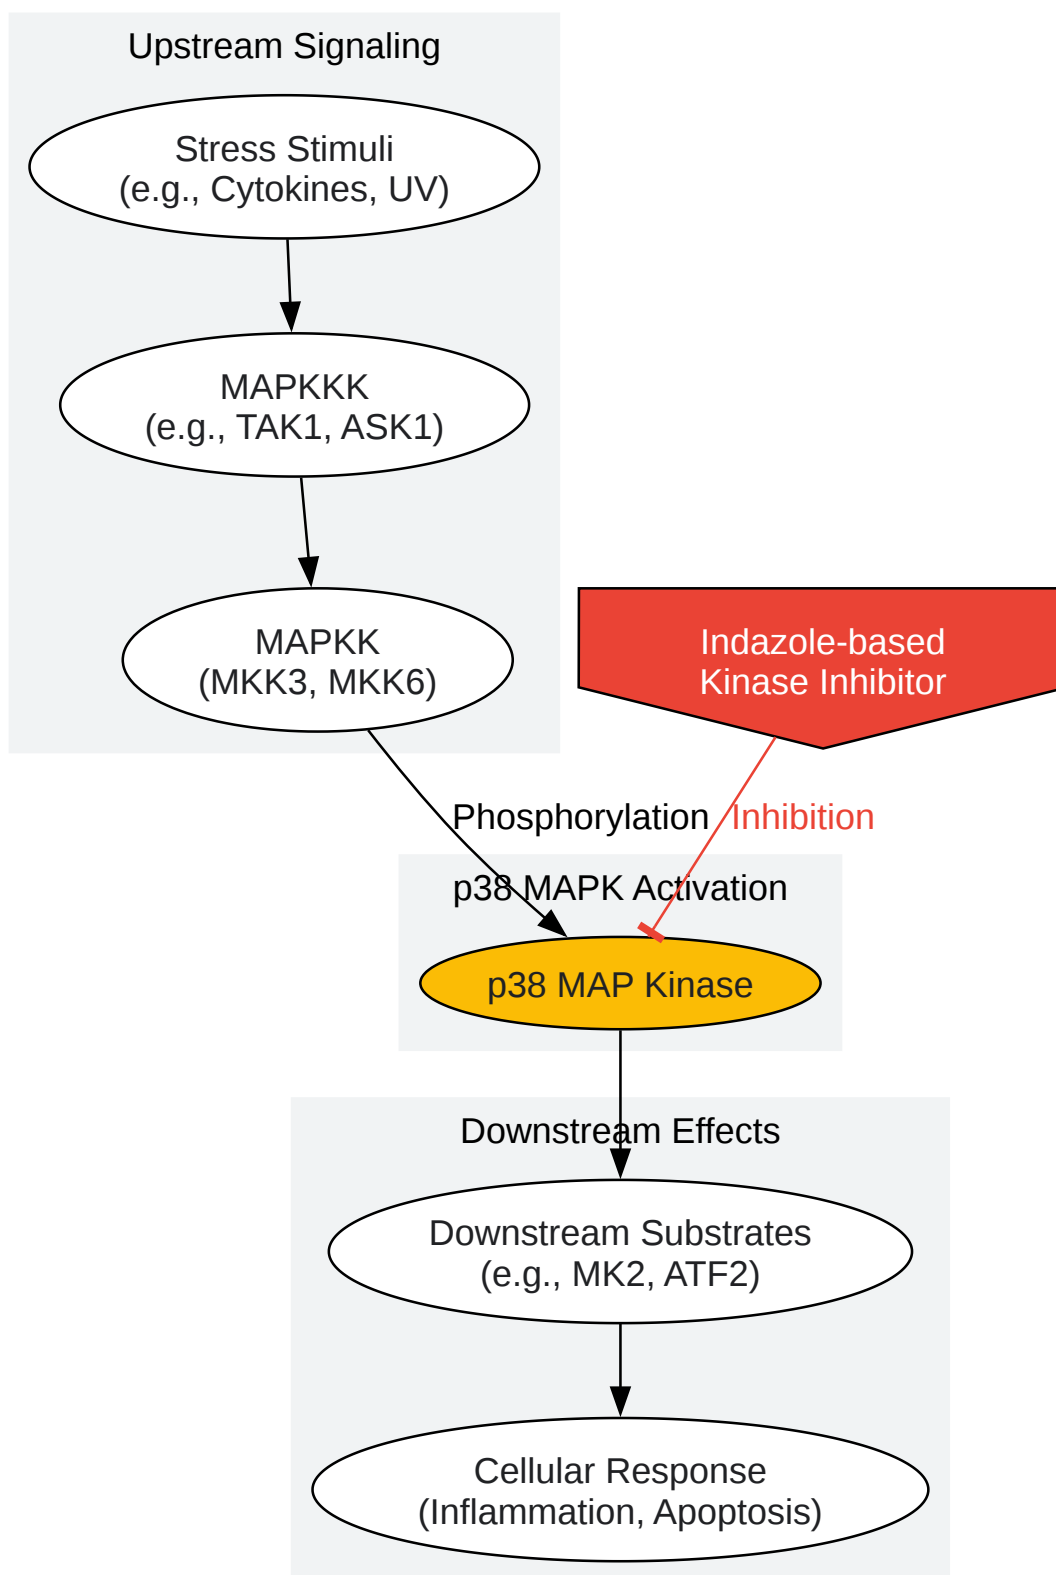 Upstream Signaling
Stress Stimuli
(e.g., Cytokines, UV)
MAPKKK
(e.g., TAK1, ASK1)
MAPKK
(MKK3, MKK6)
Indazole-based
Kinase Inhibitor
Phosphorylation
Inhibition
p38 MAPK Activation
p38 MAP Kinase
Downstream Effects
Downstream Substrates
(e.g., MK2, ATF2)
Cellular Response
(Inflammation, Apoptosis)